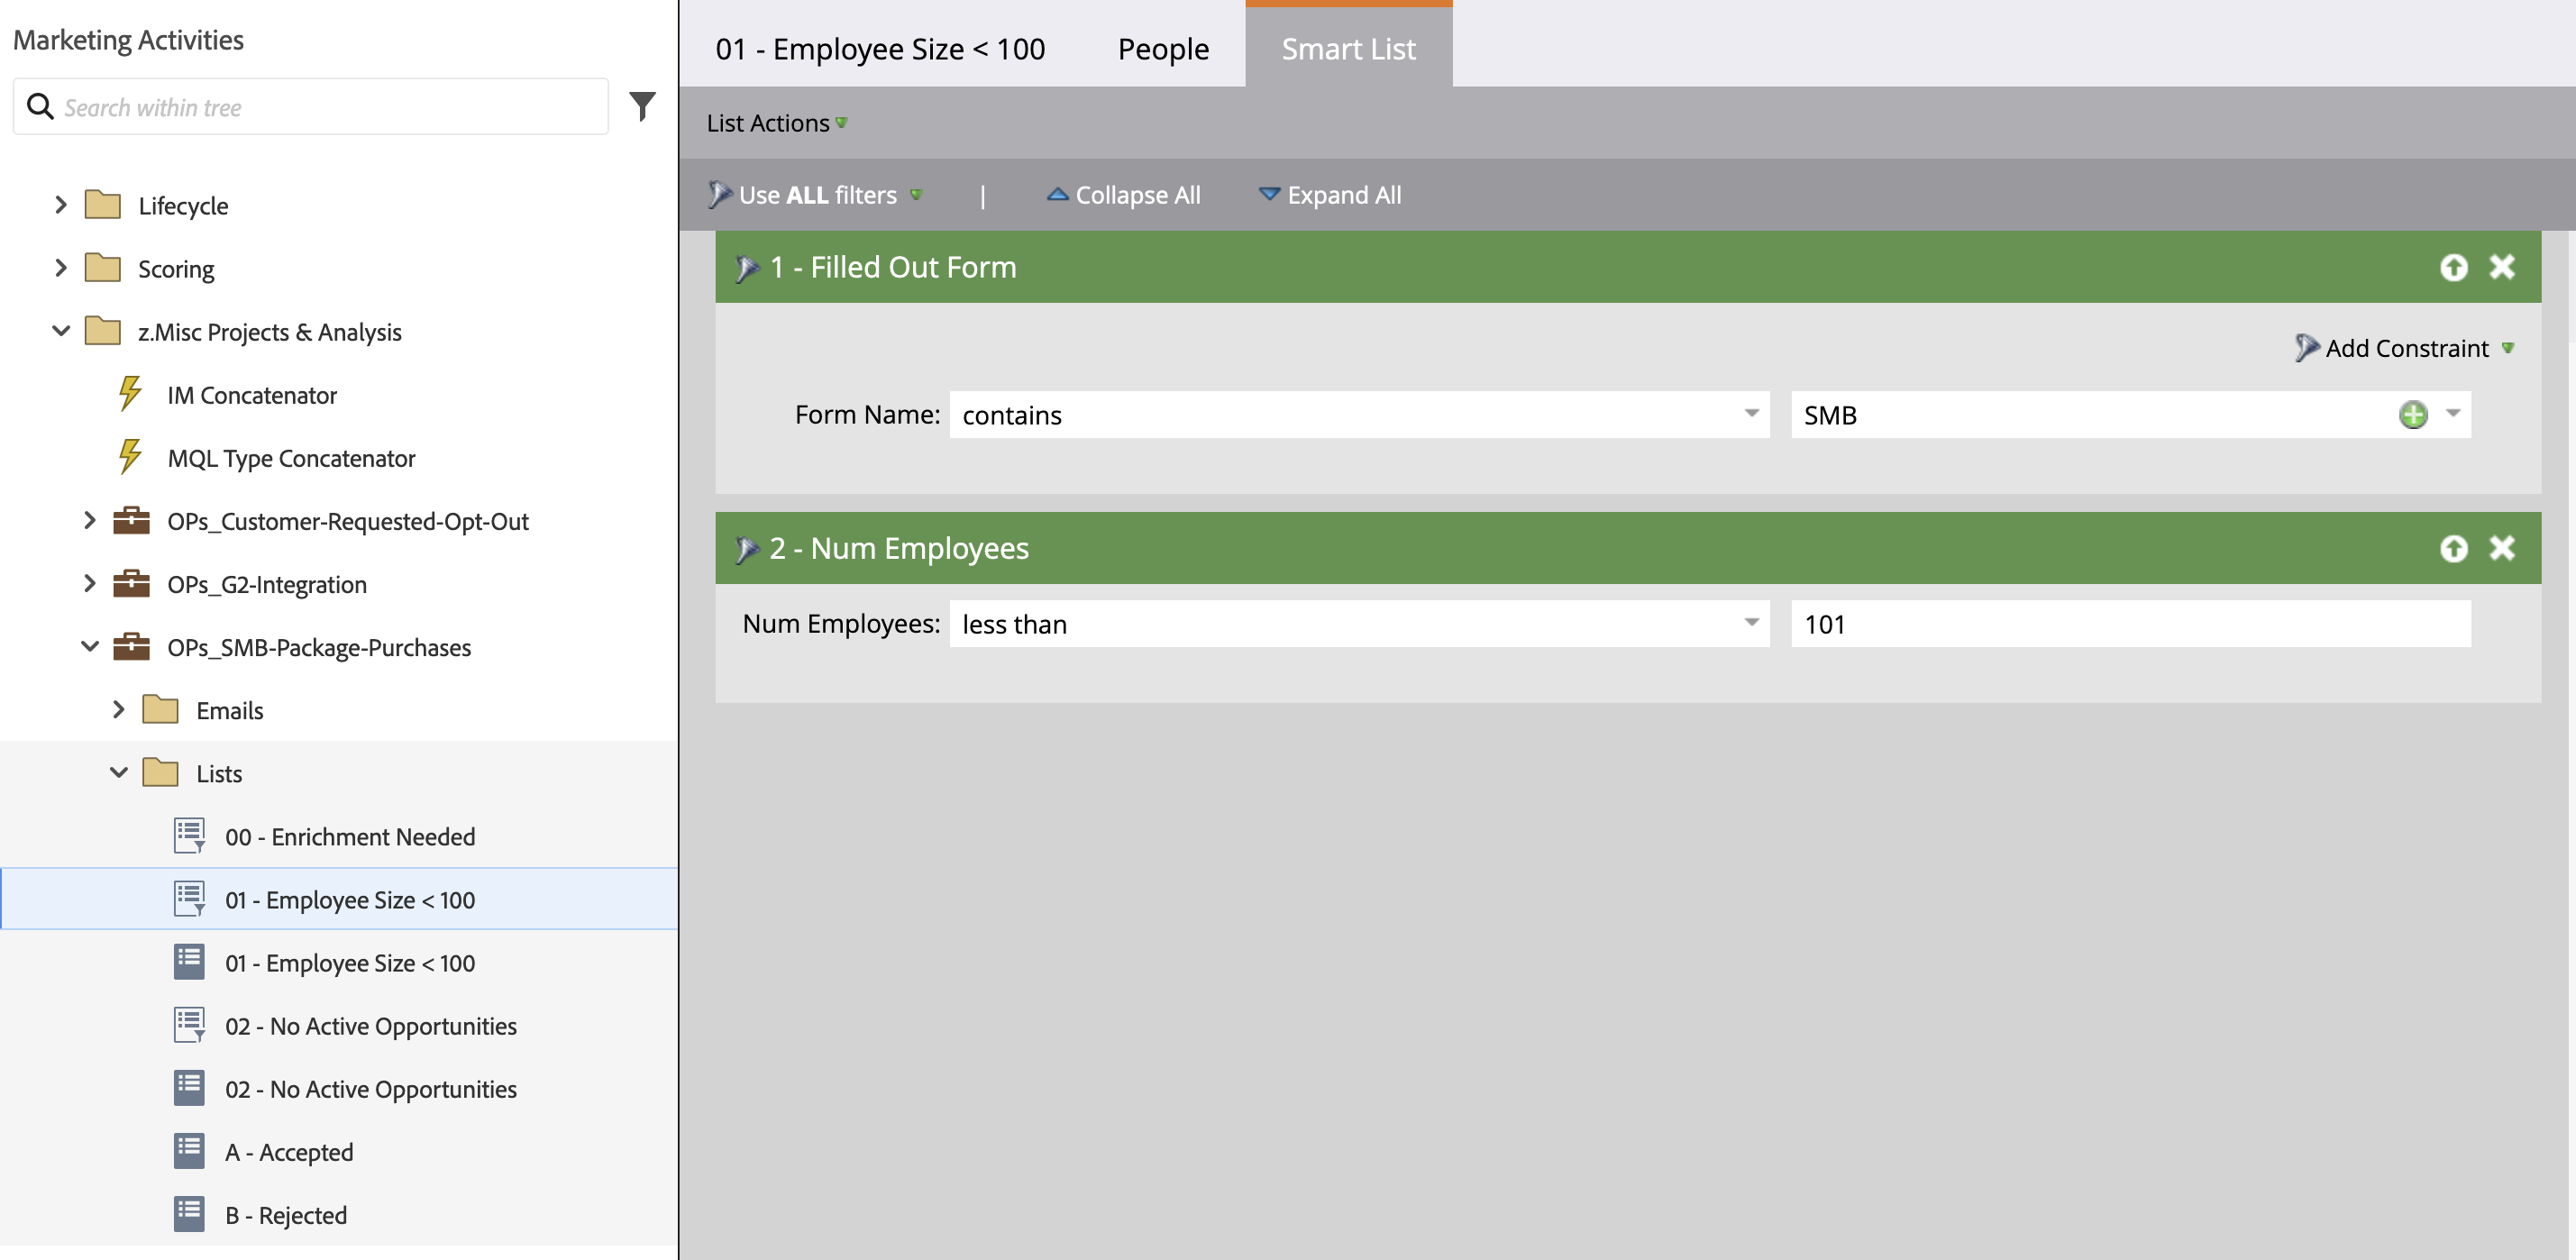 Marketing Activities
Search within tree
Lifecycle
Scoring
z.Misc Projects & Analysis
IM Concatenator
MQL Type Concatenator
OPs_Customer-Requested-Opt-Out
OPs_G2-Integration
OPs_SMB-Package-Purchases
Emails
Lists
00 - Enrichment Needed
01 - Employee Size < 100
01 - Employee Size < 100
02 - No Active Opportunities
02 - No Active Opportunities
A - Accepted
B - Rejected
01 - Employee Size < 100 People Smart List
List Actions
Use ALL filters | Collapse All Expand All
1 - Filled Out Form
Add Constraint
Form Name: contains SMB
2 - Num Employees
Num Employees: less than 101